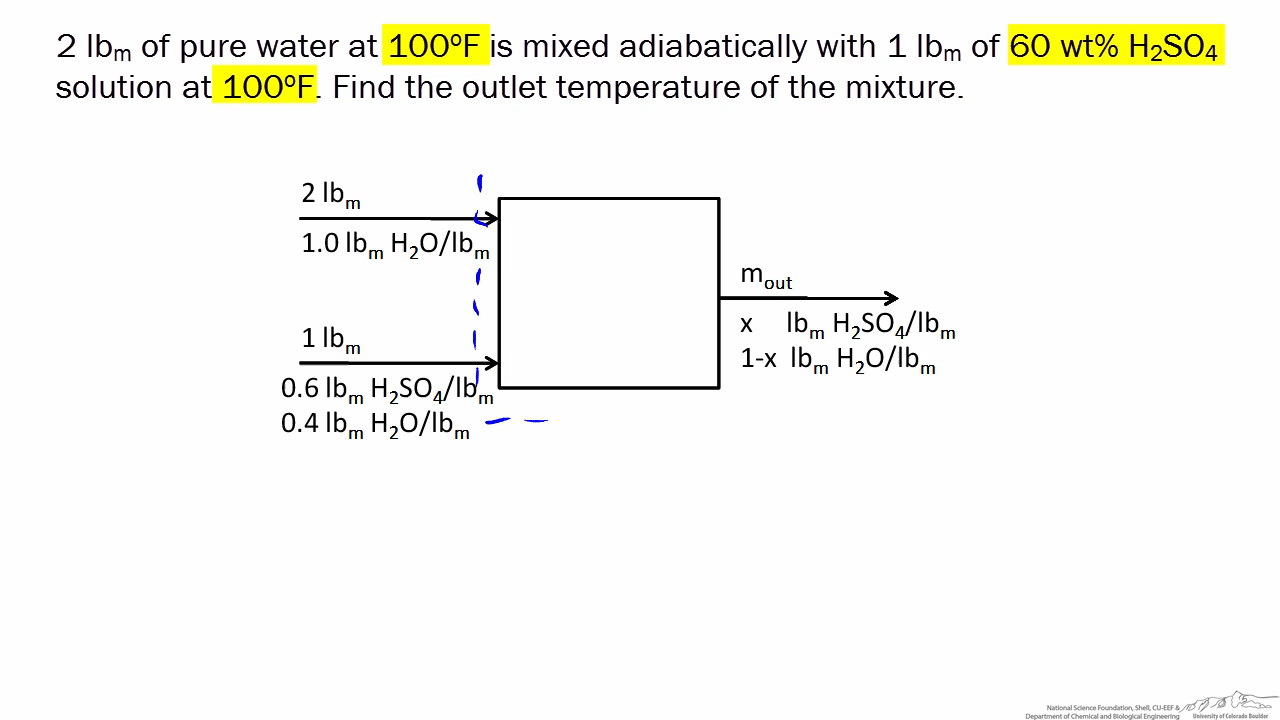 2 lbm of pure water at 100ºF is mixed adiabatically with 1 lbm of 60 wt% H2SO4
solution at 100ºF. Find the outlet temperature of the mixture.
2 lbm
1.0 lbm H2O/lbm
1 lbm
0.6 lbm H2SO4/lbm
0.4 lbm H2O/lbm
mout
x lbm H2SO4/lbm
1-x lbm H2O/lbm
National Science Foundation, Shell, CU-EEF &
Department of Chemical and Biological Engineering
University of Colorado Boulder